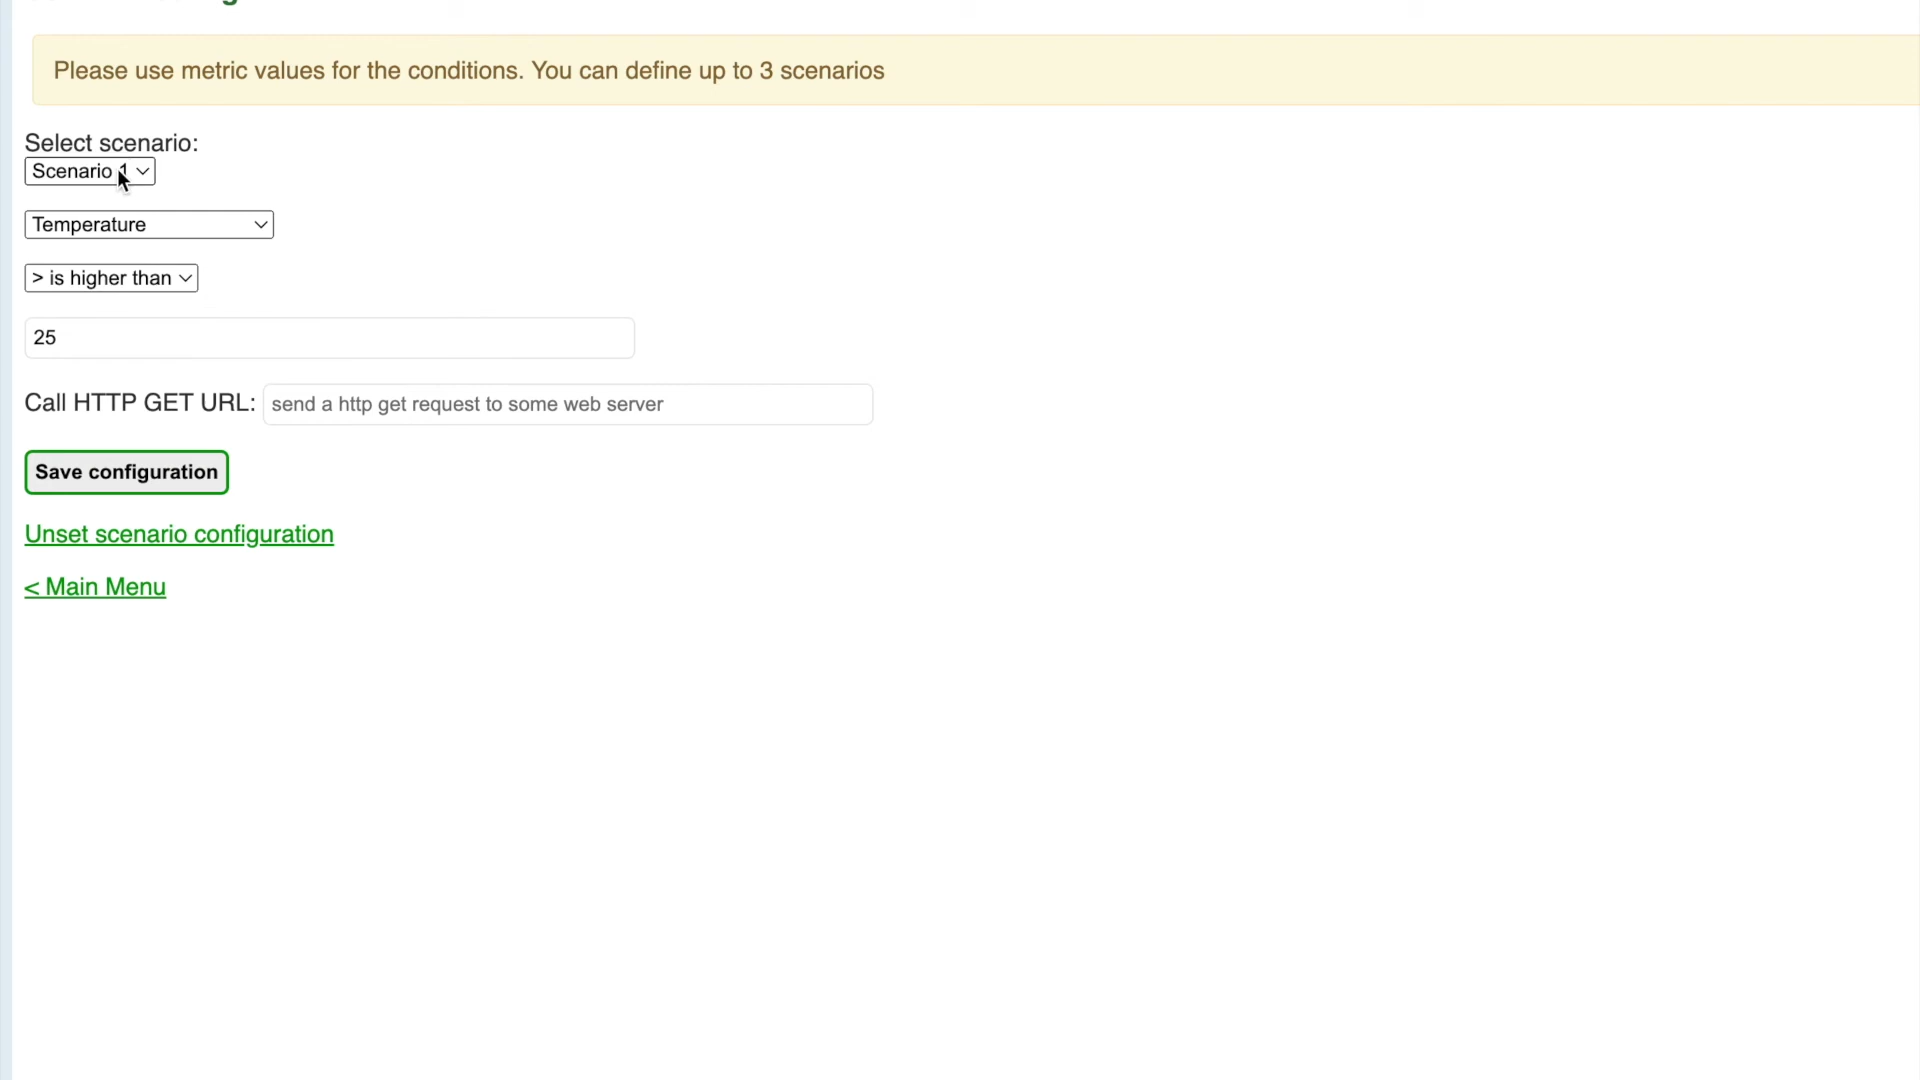 Please use metric values for the conditions. You can define up to 3 scenarios
Select scenario:
Scenario 1
Temperature
> is higher than
25
Call HTTP GET URL: send a http get request to some web server
Save configuration
Unset scenario configuration
< Main Menu